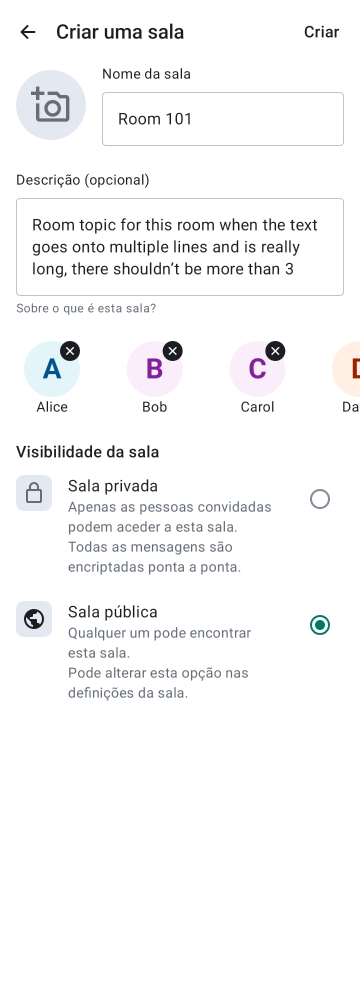 Criar uma sala
Criar
Nome da sala
Room 101
Descrição (opcional)
Room topic for this room when the text
goes onto multiple lines and is really
long, there shouldn’t be more than 3
Sobre o que é esta sala?
A
B
C
D
Alice
Bob
Carol
Da
Visibilidade da sala
Sala privada
Apenas as pessoas convidadas
podem aceder a esta sala.
Todas as mensagens são
encriptadas ponta a ponta.
Sala pública
Qualquer um pode encontrar
esta sala.
Pode alterar esta opção nas
definições da sala.